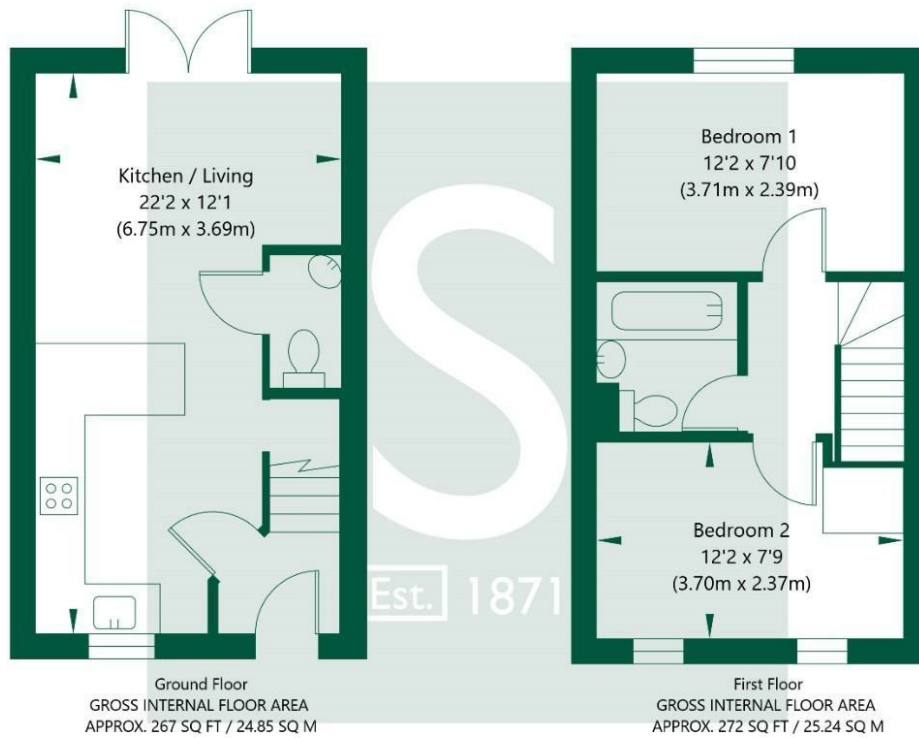 Kitchen / Living
22'2 x 12'1
(6.75m x 3.69m)
Ground Floor
GROSS INTERNAL FLOOR AREA
APPROX. 267 SQ FT / 24.85 SQ M
S
Est. 1871
Bedroom 1
12'2 x 7'10
(3.71m x 2.39m)
Bedroom 2
12'2 x 7'9
(3.70m x 2.37m)
First Floor
GROSS INTERNAL FLOOR AREA
APPROX. 272 SQ FT / 25.24 SQ M